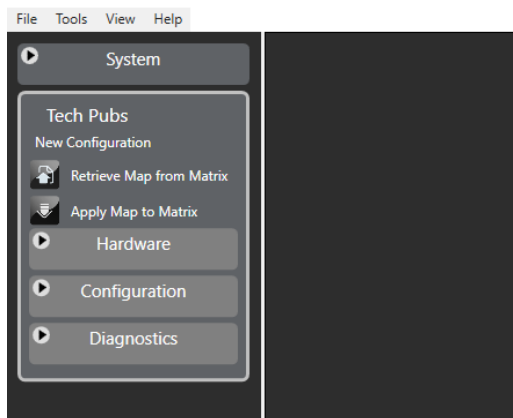 File Tools View Help
System
Tech Pubs
New Configuration
Retrieve Map from Matrix
Apply Map to Matrix
Hardware
Configuration
Diagnostics